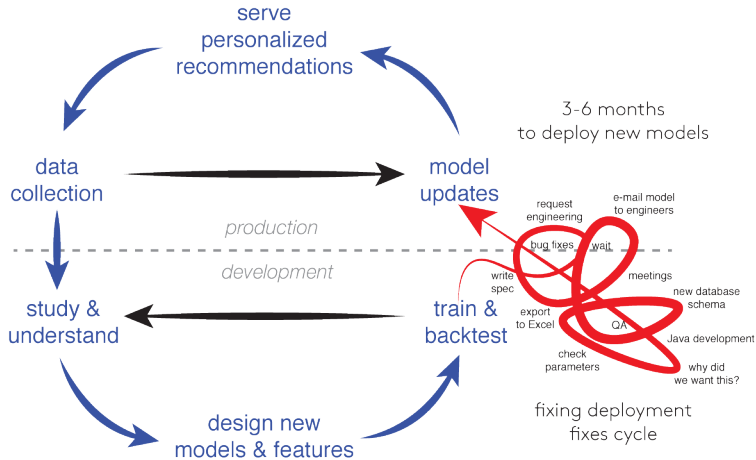 serve
personalized
recommendations
3-6 months
to deploy new models
data
collection
model
updates
e-mail model
to engineers
request
engineering
production
bug fixes
wait
development
write
spec
meetings
new database
schema
study &
understand
train &
backtest
export
to Excel
QA
Java development
check
parameters
why did
we want this?
design new
models & features
fixing deployment
fixes cycle